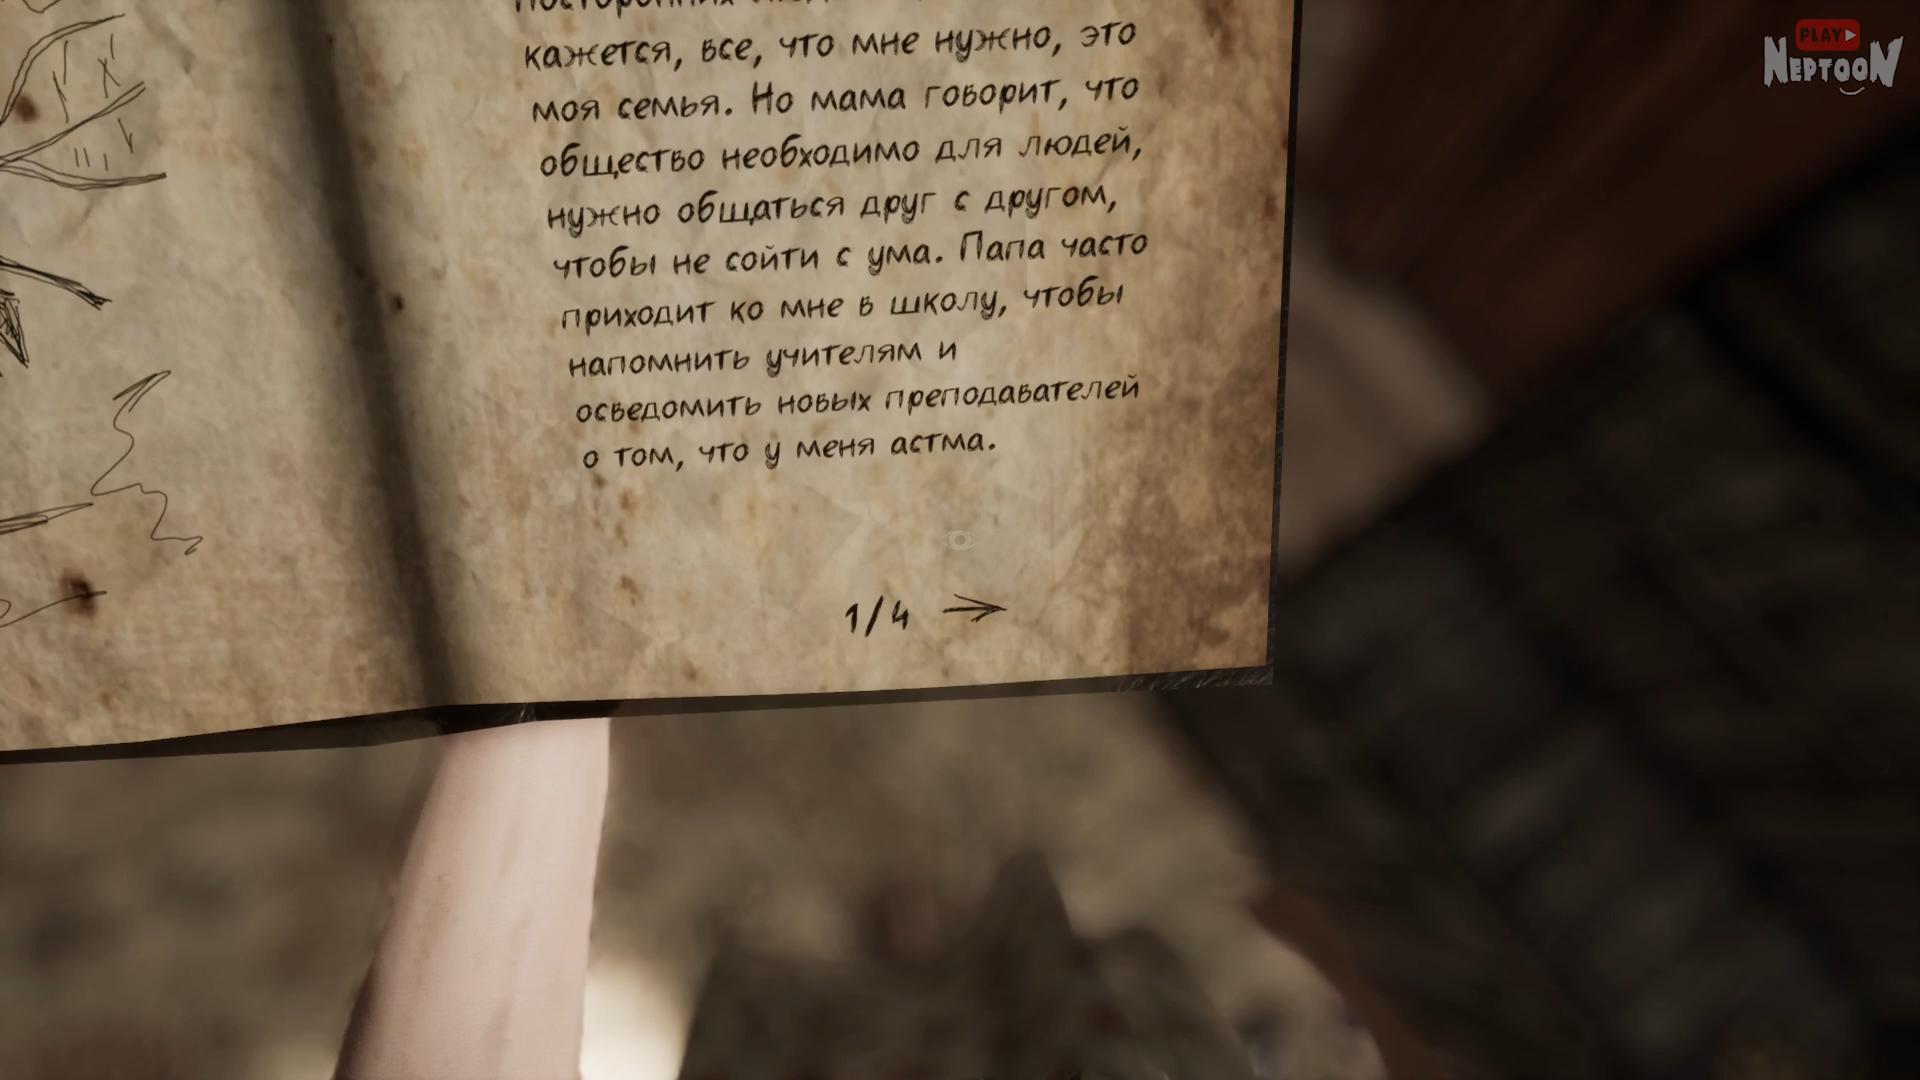 кажется, все, что мне нужно, это
моя семья. Но мама говорит, что
общество необходимо для людей,
нужно общаться друг с другом,
чтобы не сойти с ума. Папа часто
приходит ко мне в школу, чтобы
напомнить учителям и
осведомить новых преподавателей
о том, что у меня астма.
1/4
PLAY
NEPTOON